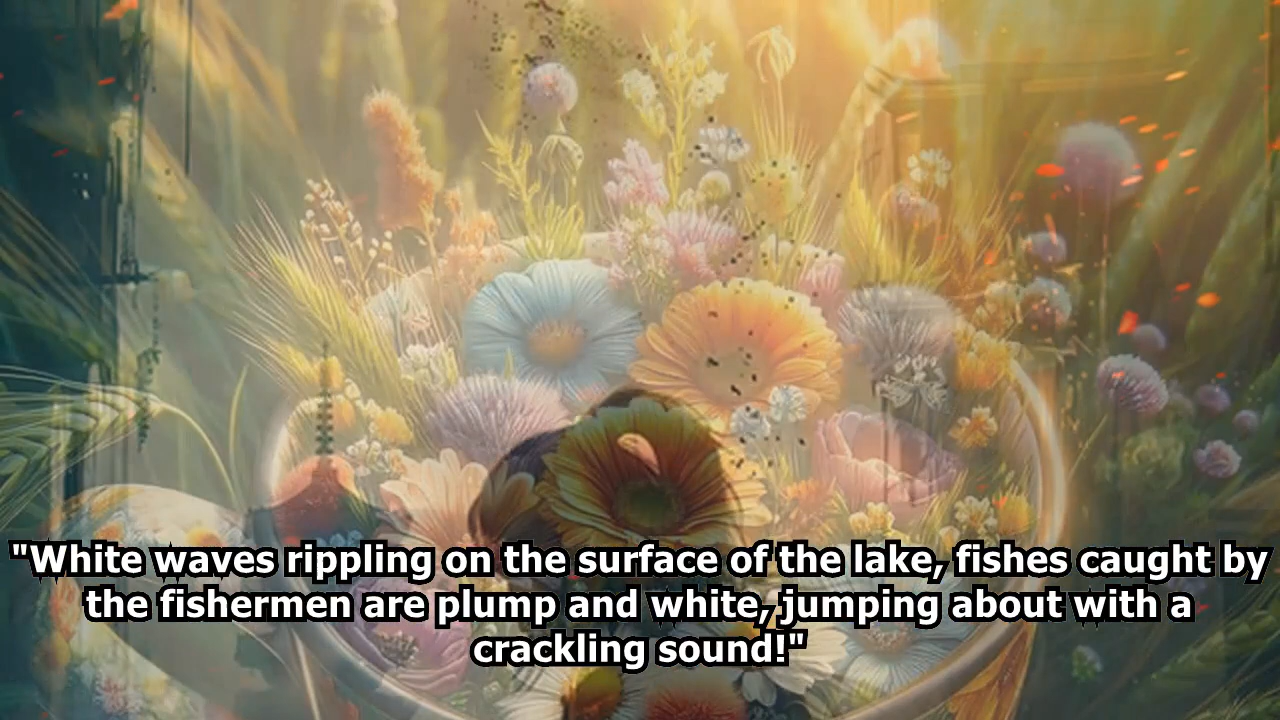 "White waves rippling on the surface of the lake, fishes caught by
the fishermen are plump and white, jumping about with a
crackling sound!"